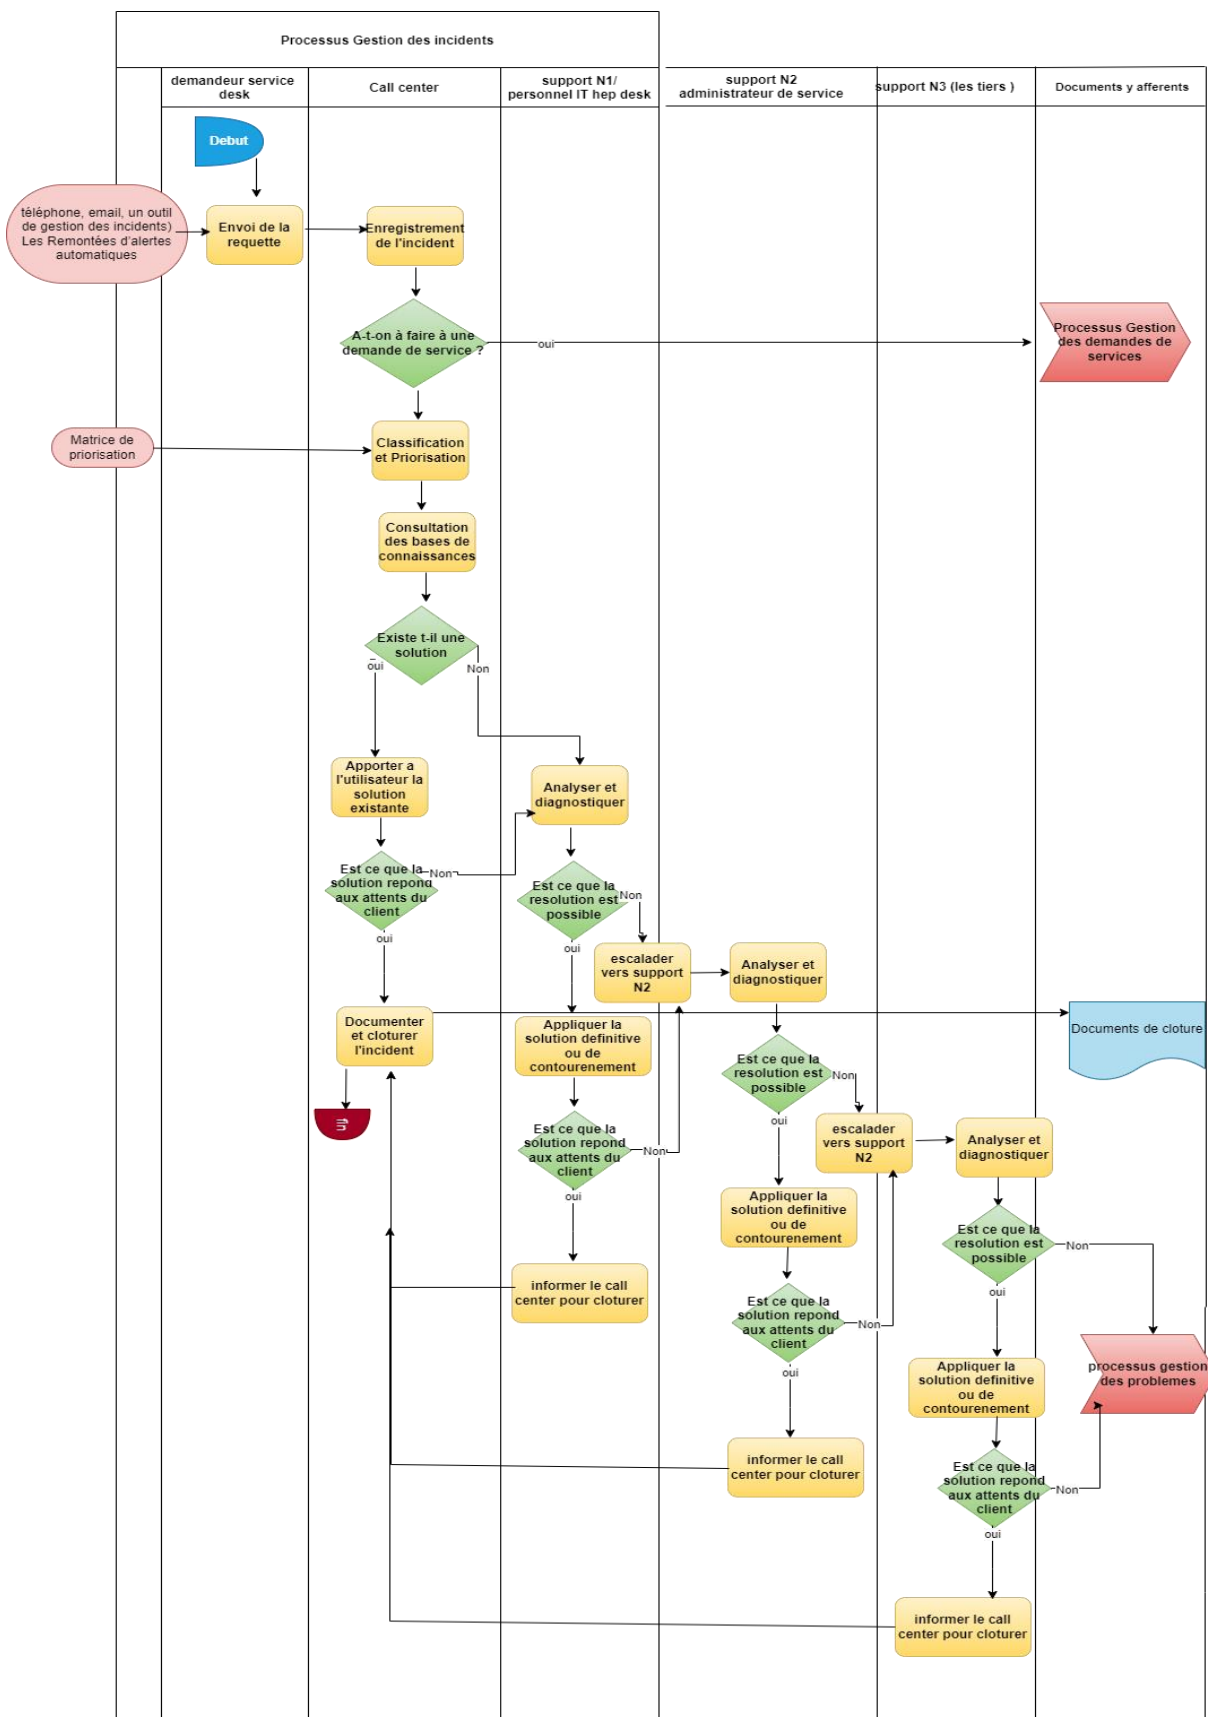 Processus Gestion des incidents
demandeur service
desk
Call center
support N1/
personnel IT hep desk
support N2
administrateur de service
support N3 (les tiers )
Documents y afferents
Debut
téléphone, email, un outil
de gestion des incidents)
Les Remontées d'alertes
automatiques
Envoi de la
requette
Enregistrement
de l'incident
A-t-on à faire à une
demande de service ?
oui
Processus Gestion
des demandes de
services
Matrice de
priorisation
Classification
et Priorisation
Consultation
des bases de
connaissances
Existe t-il une
solution
oui
Non
Apporter a
l'utilisateur la
solution
existante
Analyser et
diagnostiquer
Est ce que la
solution repond
aux attents du
client
Non
oui
Est ce que la
resolution est
possible
Non
oui
escalader
vers support
N2
Analyser et
diagnostiquer
Documenter
et cloturer
l'incident
Appliquer la
solution definitive
ou de
contourenement
Documents de cloture
Est ce que la
resolution est
possible
Non
oui
fin
Est ce que la
solution repond
aux attents du
client
Non
oui
escalader
vers support
N2
Analyser et
diagnostiquer
Appliquer la
solution definitive
ou de
contourenement
Est ce que la
resolution est
possible
Non
oui
informer le call
center pour cloturer
Est ce que la
solution repond
aux attents du
client
Non
oui
Appliquer la
solution definitive
ou de
contourenement
processus gestion
des problemes
informer le call
center pour cloturer
Est ce que la
solution repond
aux attents du
client
Non
oui
informer le call
center pour cloturer